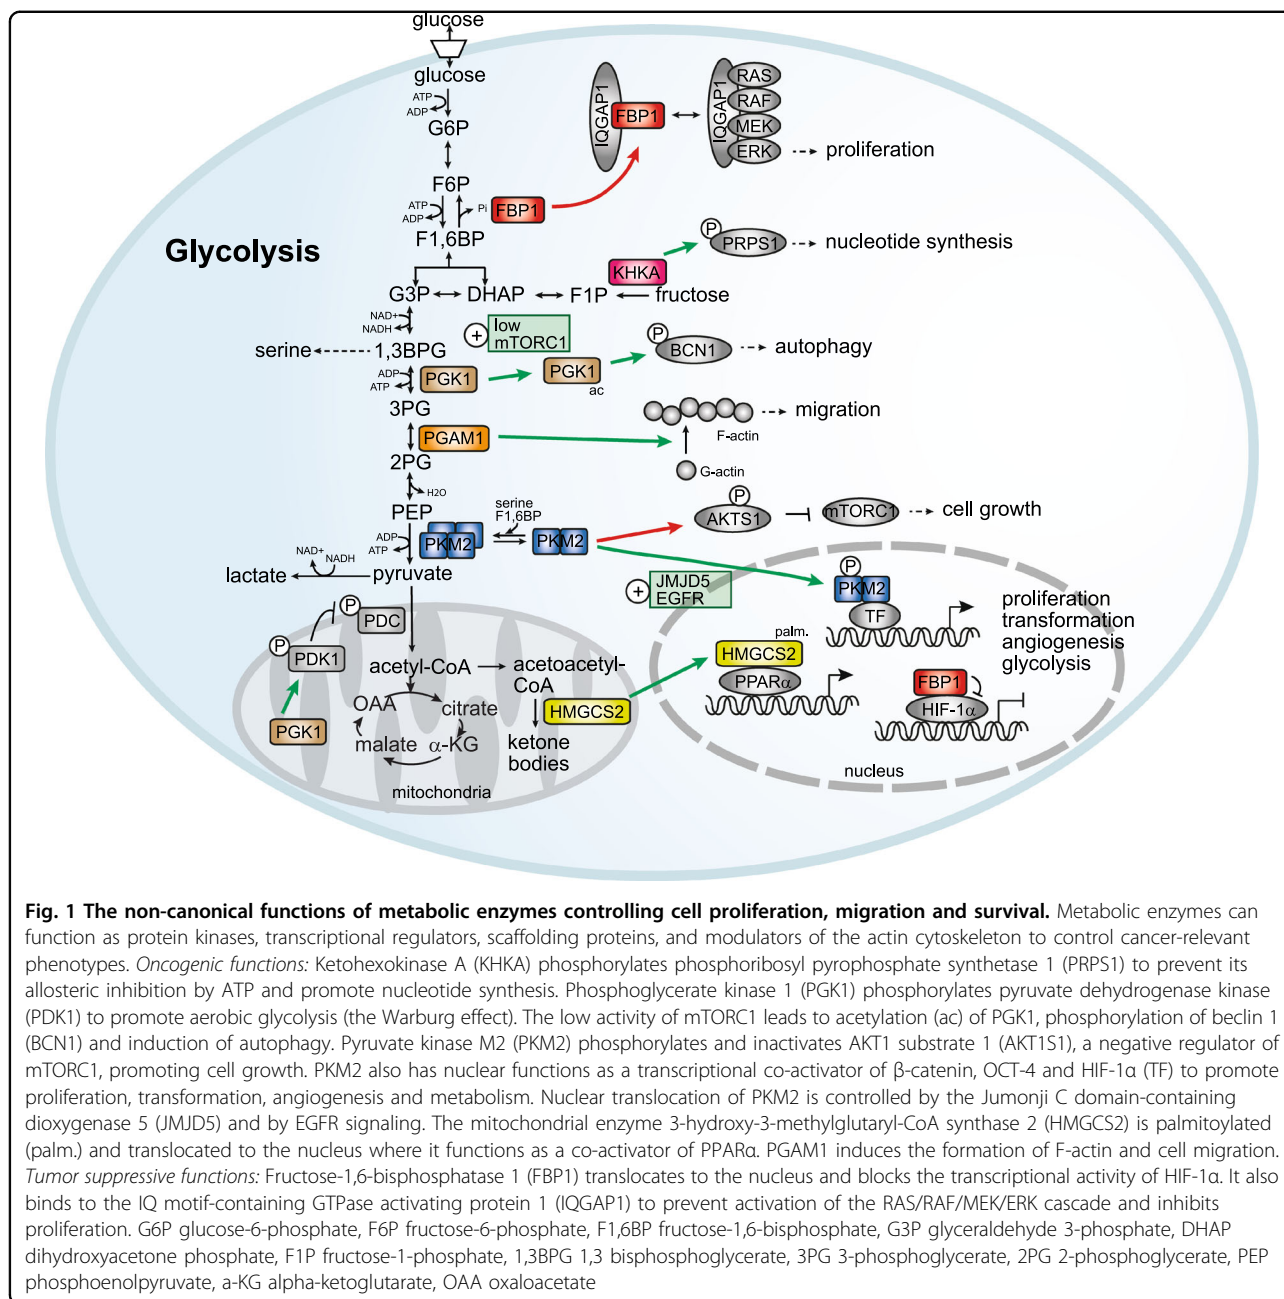 glucose
glucose
ATP
ADP
G6P
F6P
ATP
ADP
Pi
FBP1
F1,6BP
Glycolysis
IQGAP1
FBP1
IQGAP1
RAS
RAF
MEK
ERK
proliferation
P
PRPS1
nucleotide synthesis
KHKA
G3P
DHAP
F1P
fructose
NAD+
NADH
+
low
mTORC1
serine
1,3BPG
P
BCN1
autophagy
ADP
ATP
PGK1
PGK1
ac
3PG
migration
F-actin
PGAM1
2PG
G-actin
H2O
PEP
serine
F1,6BP
P
AKTS1
mTORC1
cell growth
ADP
ATP
PKM2
PKM2
NAD+
NADH
lactate
pyruvate
+
JMJD5
EGFR
P
PKM2
TF
proliferation
transformation
angiogenesis
glycolysis
P
PDC
P
PDK1
palm.
HMGCS2
PPARα
acetyl-CoA
acetoacetyl-
CoA
FBP1
HIF-1α
OAA
citrate
HMGCS2
PGK1
malate
α-KG
ketone
bodies
nucleus
mitochondria
Fig. 1 The non-canonical functions of metabolic enzymes controlling cell proliferation, migration and survival. Metabolic enzymes can
function as protein kinases, transcriptional regulators, scaffolding proteins, and modulators of the actin cytoskeleton to control cancer-relevant
phenotypes. Oncogenic functions: Ketohexokinase A (KHKA) phosphorylates phosphoribosyl pyrophosphate synthetase 1 (PRPS1) to prevent its
allosteric inhibition by ATP and promote nucleotide synthesis. Phosphoglycerate kinase 1 (PGK1) phosphorylates pyruvate dehydrogenase kinase
(PDK1) to promote aerobic glycolysis (the Warburg effect). The low activity of mTORC1 leads to acetylation (ac) of PGK1, phosphorylation of beclin 1
(BCN1) and induction of autophagy. Pyruvate kinase M2 (PKM2) phosphorylates and inactivates AKT1 substrate 1 (AKT1S1), a negative regulator of
mTORC1, promoting cell growth. PKM2 also has nuclear functions as a transcriptional co-activator of β-catenin, OCT-4 and HIF-1α (TF) to promote
proliferation, transformation, angiogenesis and metabolism. Nuclear translocation of PKM2 is controlled by the Jumonji C domain-containing
dioxygenase 5 (JMJD5) and by EGFR signaling. The mitochondrial enzyme 3-hydroxy-3-methylglutaryl-CoA synthase 2 (HMGCS2) is palmitoylated
(palm.) and translocated to the nucleus where it functions as a co-activator of PPARα. PGAM1 induces the formation of F-actin and cell migration.
Tumor suppressive functions: Fructose-1,6-bisphosphatase 1 (FBP1) translocates to the nucleus and blocks the transcriptional activity of HIF-1α. It also
binds to the IQ motif-containing GTPase activating protein 1 (IQGAP1) to prevent activation of the RAS/RAF/MEK/ERK cascade and inhibits
proliferation. G6P glucose-6-phosphate, F6P fructose-6-phosphate, F1,6BP fructose-1,6-bisphosphate, G3P glyceraldehyde 3-phosphate, DHAP
dihydroxyacetone phosphate, F1P fructose-1-phosphate, 1,3BPG 1,3 bisphosphoglycerate, 3PG 3-phosphoglycerate, 2PG 2-phosphoglycerate, PEP
phosphoenolpyruvate, a-KG alpha-ketoglutarate, OAA oxaloacetate